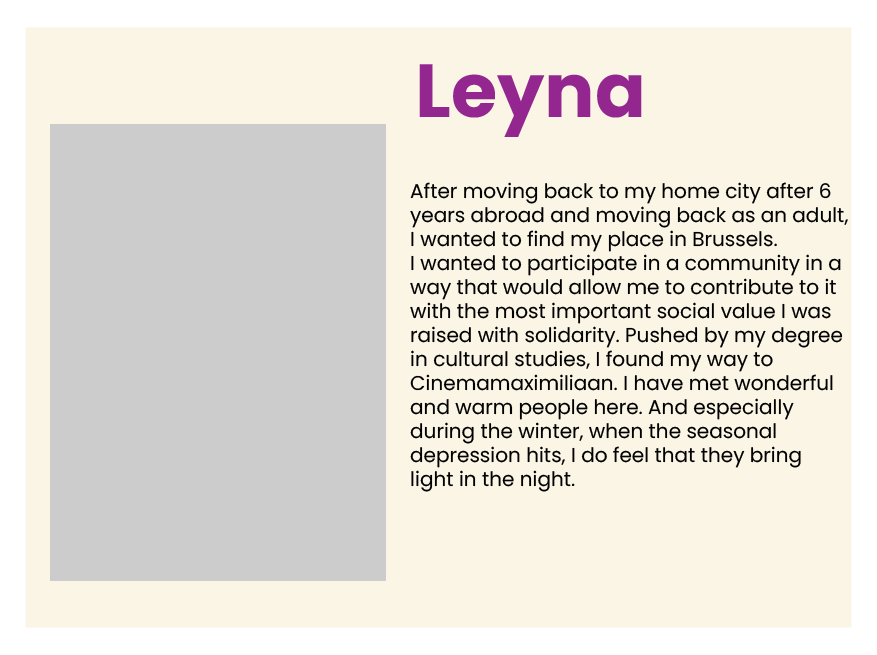 Leyna
After moving back to my home city after 6
years abroad and moving back as an adult,
I wanted to find my place in Brussels.
I wanted to participate in a community in a
way that would allow me to contribute to it
with the most important social value I was
raised with solidarity. Pushed by my degree
in cultural studies, I found my way to
Cinemamaximiliaan. I have met wonderful
and warm people here. And especially
during the winter, when the seasonal
depression hits, I do feel that they bring
light in the night.